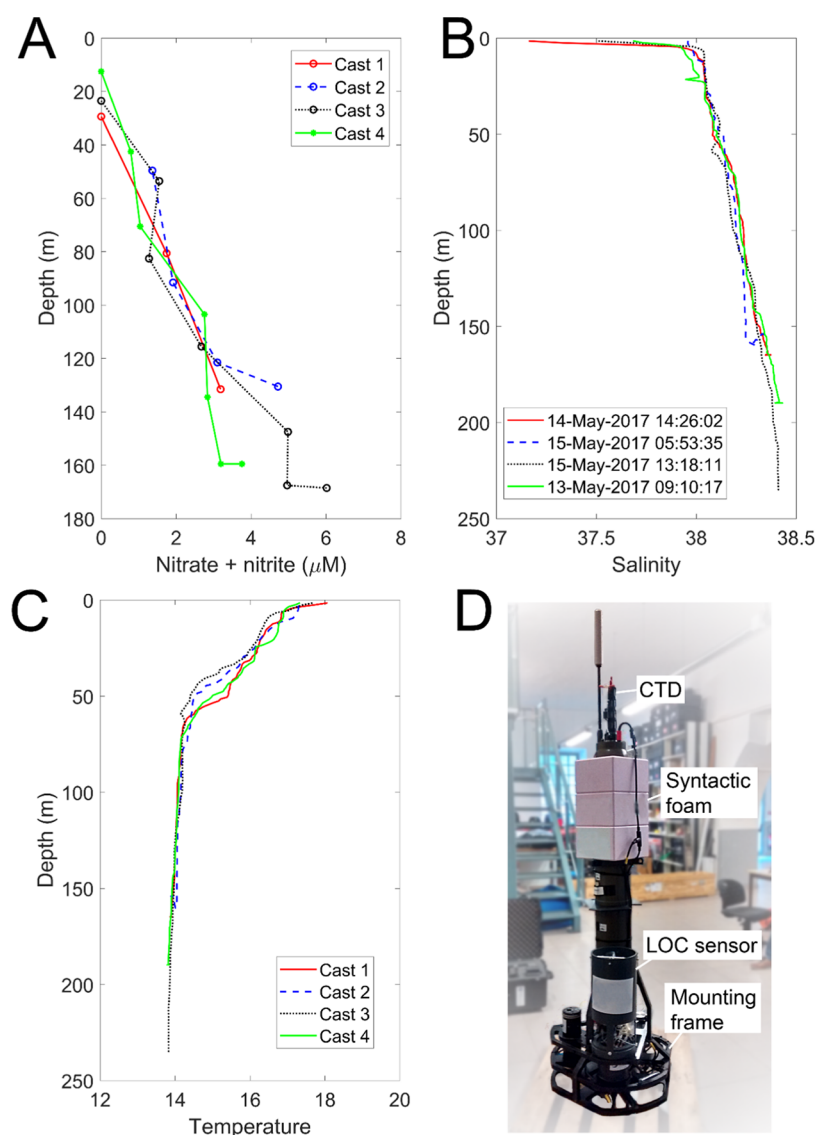 A
0
20
40
60
80
100
120
140
160
180
Depth (m)
0 2 4 6 8
Nitrate + nitrite (μM)
Cast 1
Cast 2
Cast 3
Cast 4
B
0
50
100
150
200
250
Depth (m)
37 37.5 38 38.5
Salinity
14-May-2017 14:26:02
15-May-2017 05:53:35
15-May-2017 13:18:11
13-May-2017 09:10:17
C
0
50
100
150
200
250
Depth (m)
12 14 16 18 20
Temperature
Cast 1
Cast 2
Cast 3
Cast 4
D
CTD
Syntactic
foam
LOC sensor
Mounting
frame